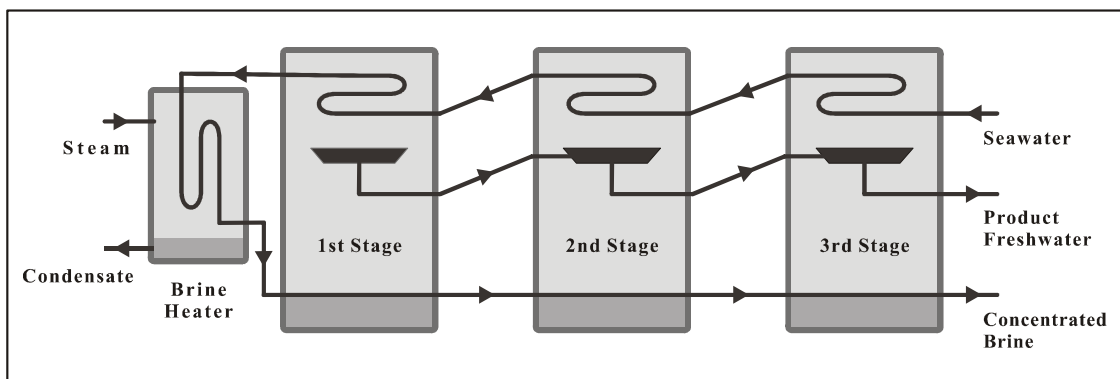 Steam
Condensate
Brine
Heater
1st Stage
2nd Stage
3rd Stage
Seawater
Product
Freshwater
Concentrated
Brine